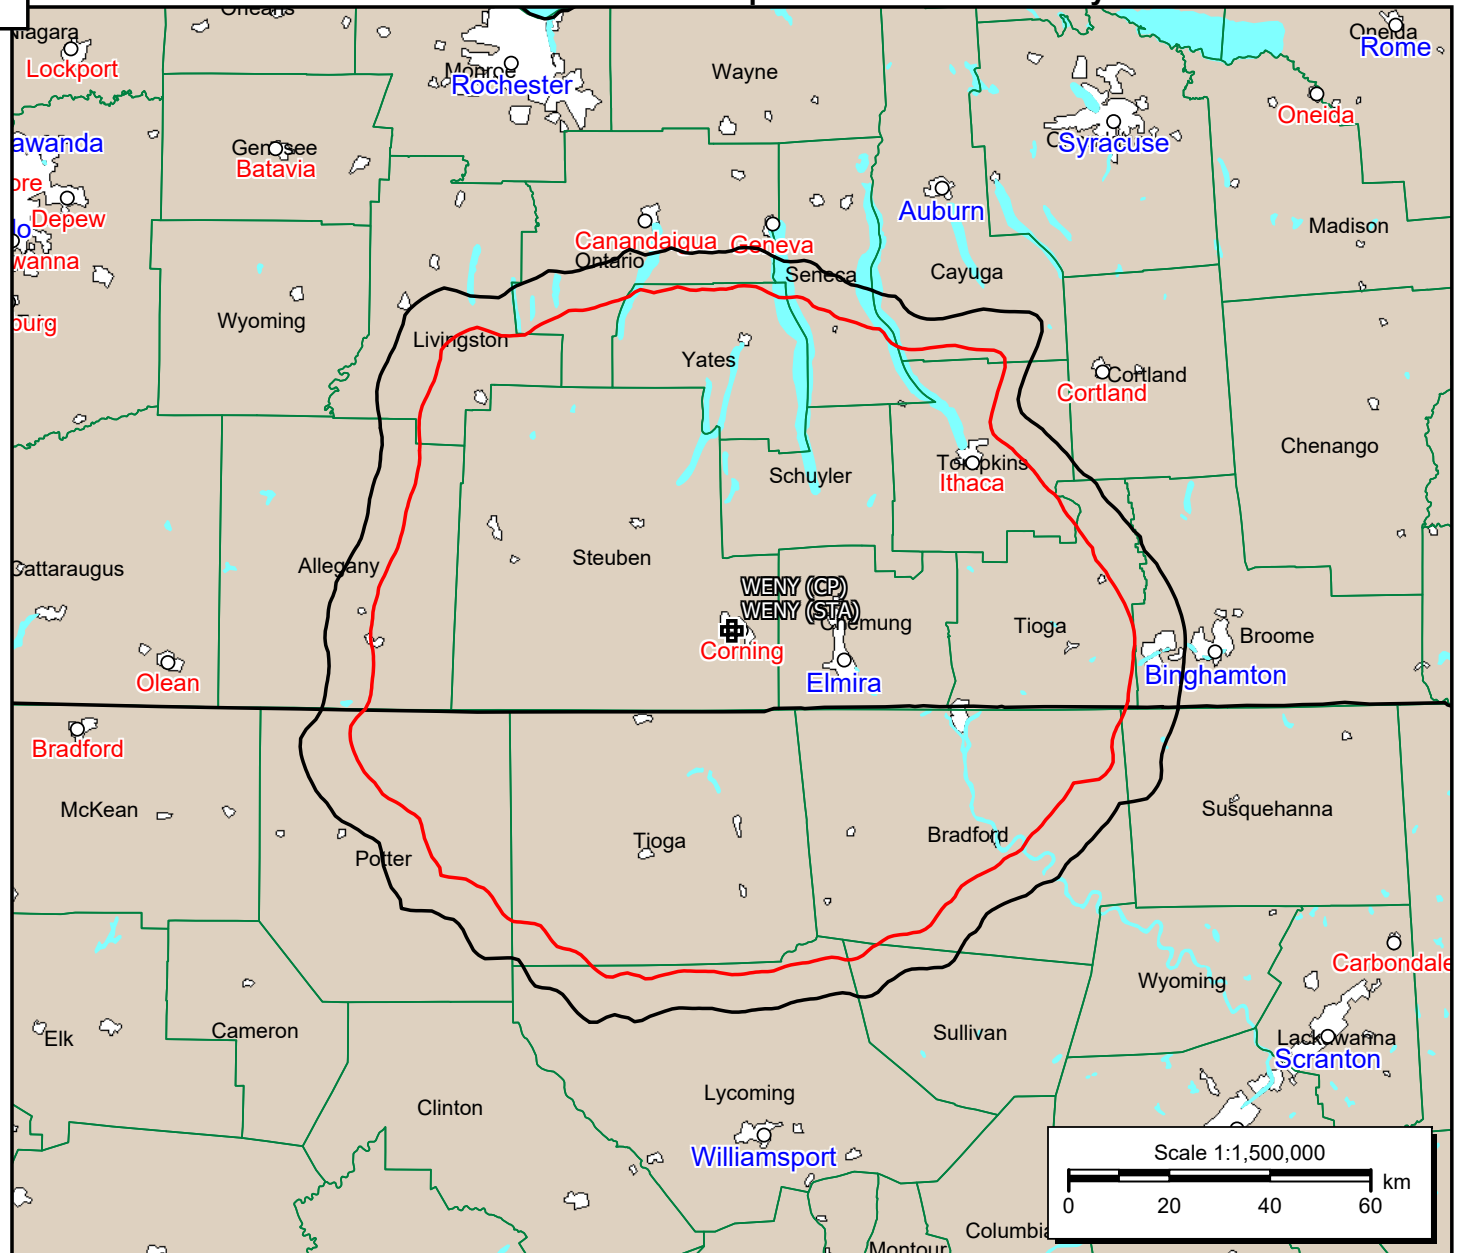 Orleans
Niagara
Lockport
Monroe
Rochester
Wayne
Oneida
Rome
Oneida
Syracuse
Genesee
Batavia
Depew
Auburn
Madison
Canandaigua
Geneva
Ontario
Seneca
Cayuga
Wyoming
Livingston
Yates
Cortland
Cortland
Chenango
Schuyler
Tompkins
Ithaca
Steuben
Allegany
Cattaraugus
WENY (CP)
WENY (STA)
Chemung
Tioga
Broome
Corning
Elmira
Binghamton
Olean
Bradford
McKean
Susquehanna
Tioga
Bradford
Potter
Carbondale
Wyoming
Elk
Cameron
Sullivan
Lackawanna
Scranton
Lycoming
Clinton
Williamsport
Scale 1:1,500,000
km
0 20 40 60
Columbia
Montour